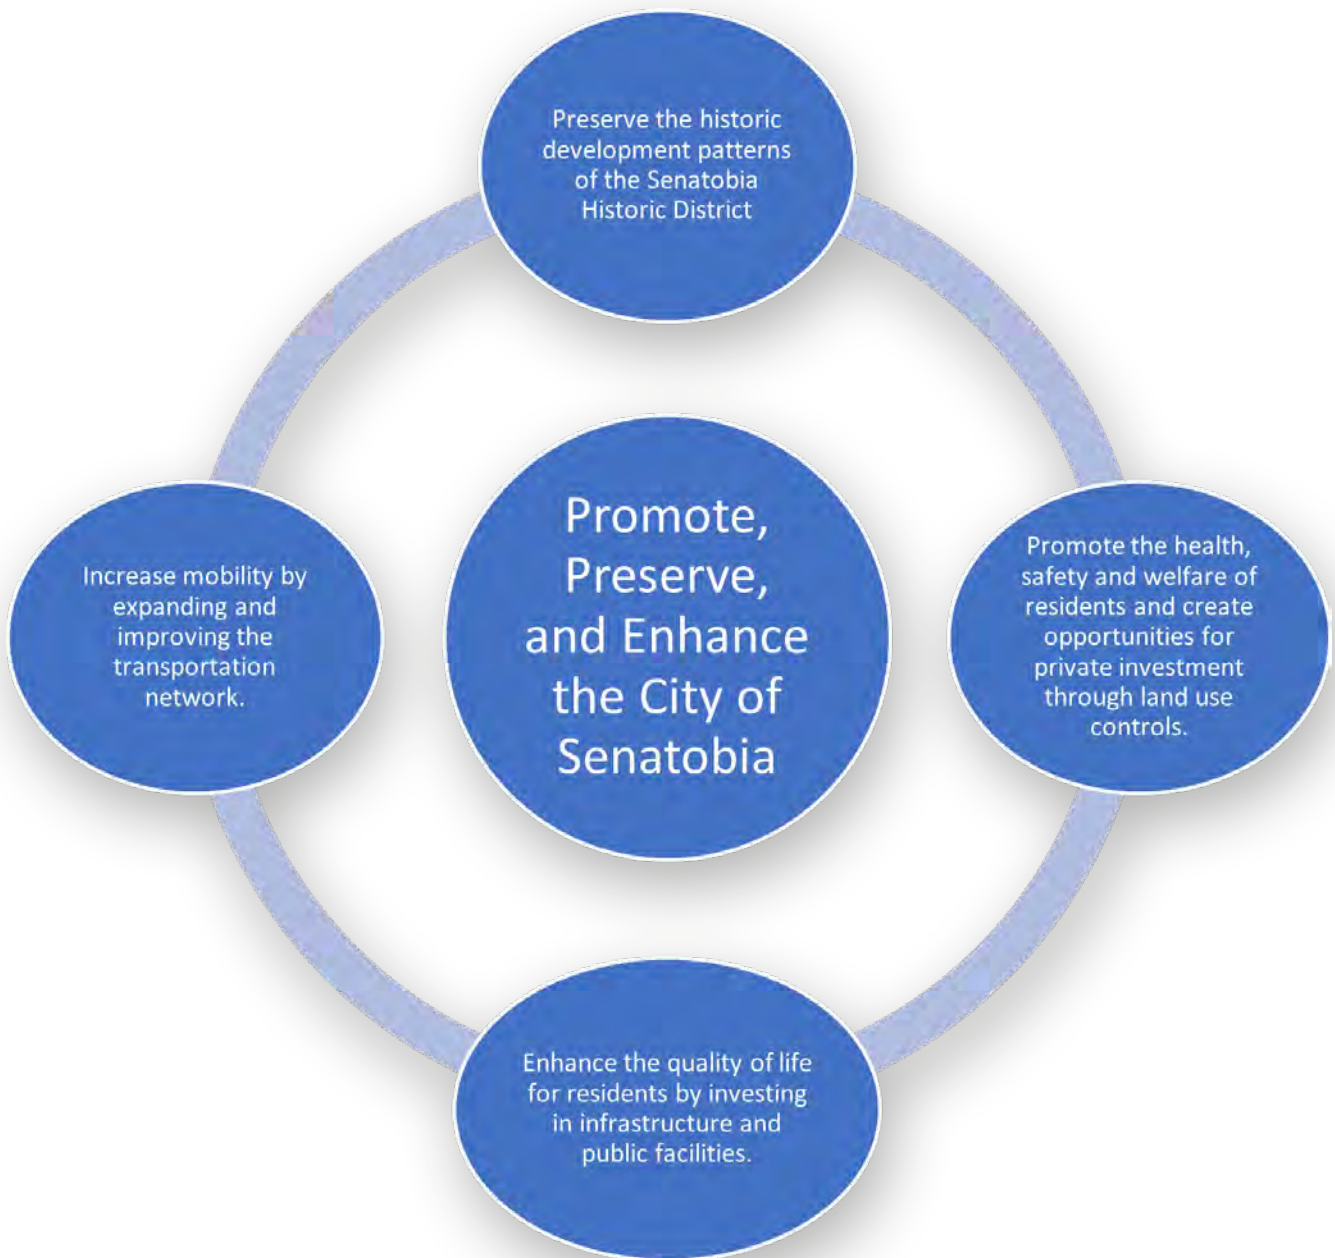 Preserve the historic
development patterns
of the Senatobia
Historic District
Promote,
Preserve,
and Enhance
the City of
Senatobia
Increase mobility by
expanding and
improving the
transportation
network.
Promote the health,
safety and welfare of
residents and create
opportunities for
private investment
through land use
controls.
Enhance the quality of life
for residents by investing
in infrastructure and
public facilities.